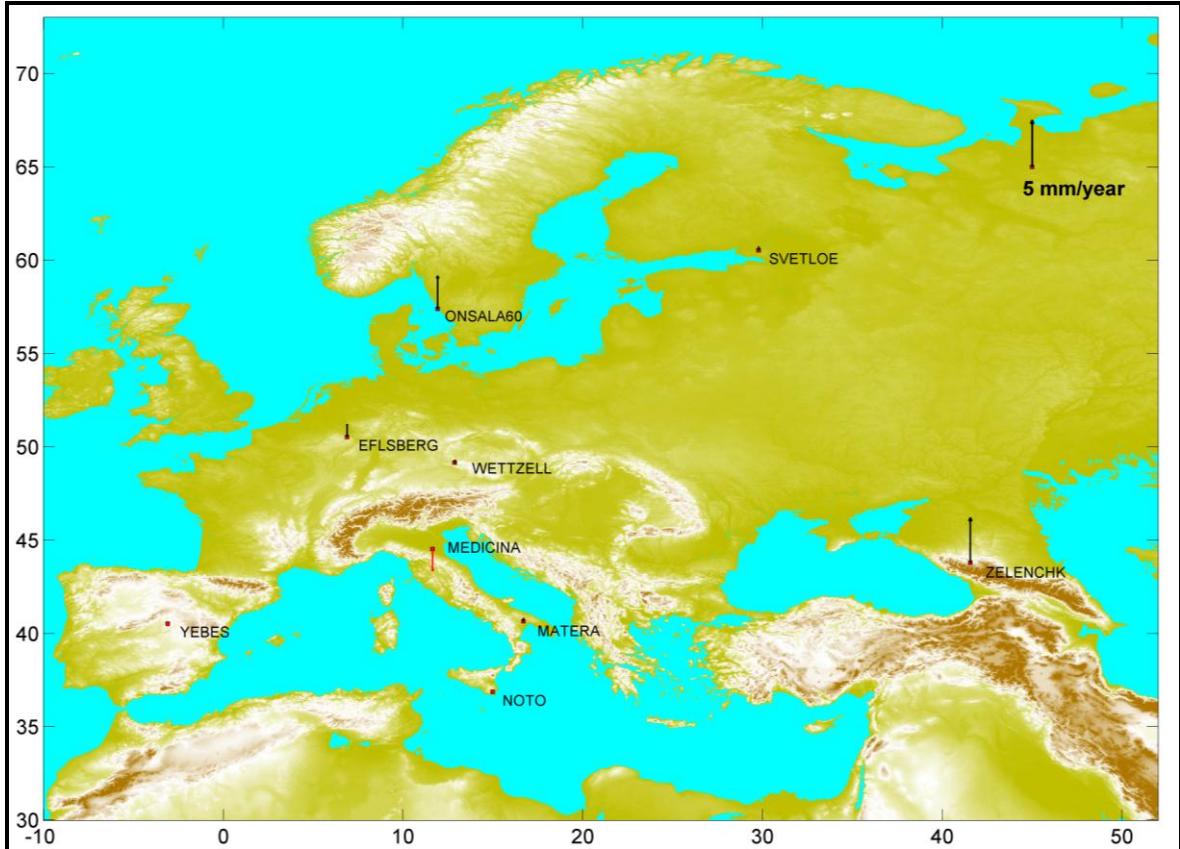 70
65
5 mm/year
60
SVETLOE
ONSALA60
55
50
EFLSBERG
WETTZELL
45
MEDICINA
ZELENCHK
40
YEBES
MATERA
NOTO
35
30
-10 0 10 20 30 40 50